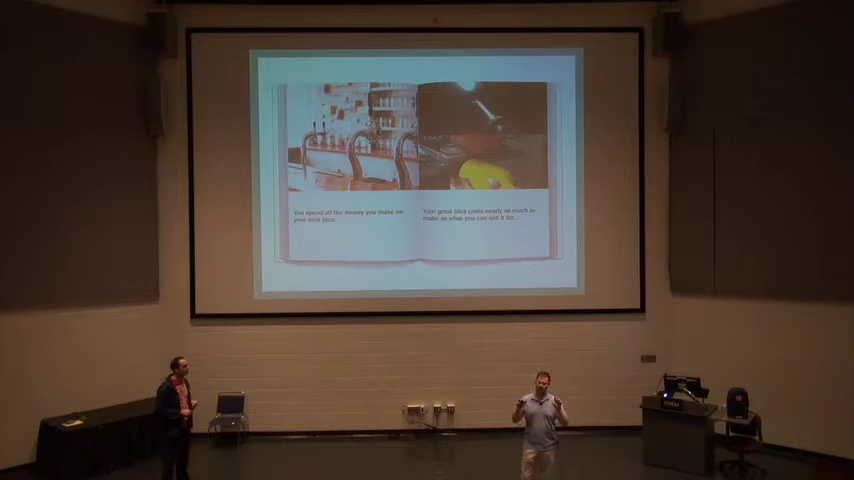 You spend all the money you make on
your next idea.
Your great idea costs nearly as much to
make as what you can sell it for.